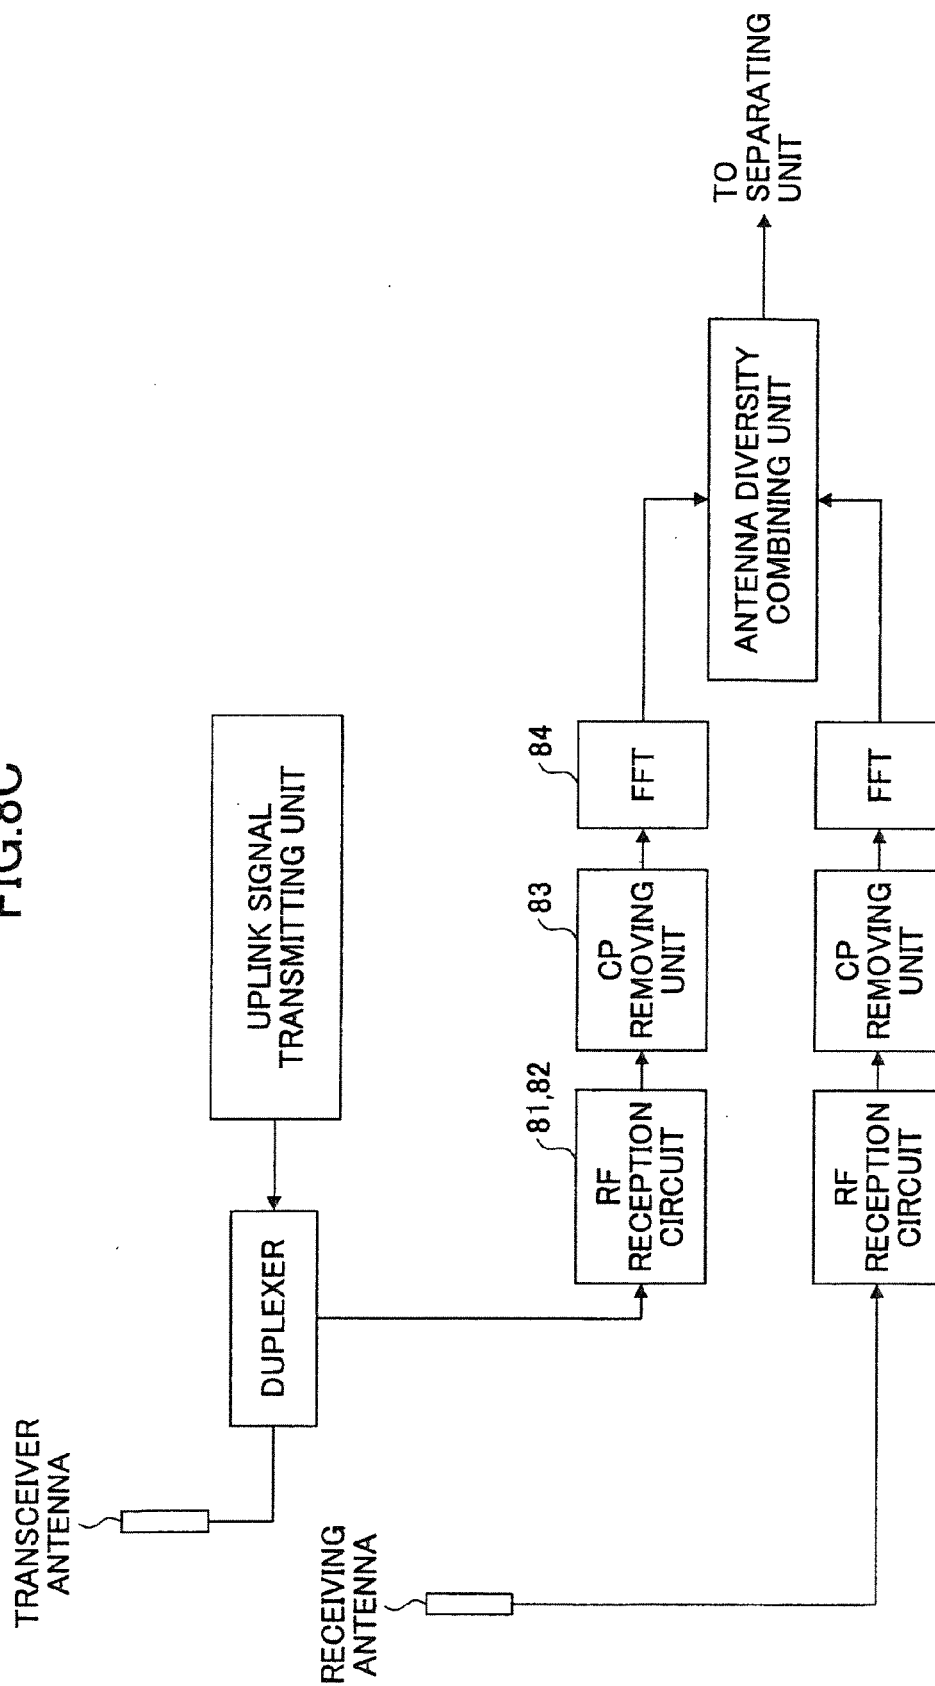 FIG.8C
TRANSCEIVER
ANTENNA
DUPLEXER
UPLINK SIGNAL
TRANSMITTING UNIT
RECEIVING
ANTENNA
81,82
RF
RECEPTION
CIRCUIT
83
CP
REMOVING
UNIT
84
FFT
ANTENNA DIVERSITY
COMBINING UNIT
TO
SEPARATING
UNIT
RF
RECEPTION
CIRCUIT
CP
REMOVING
UNIT
FFT